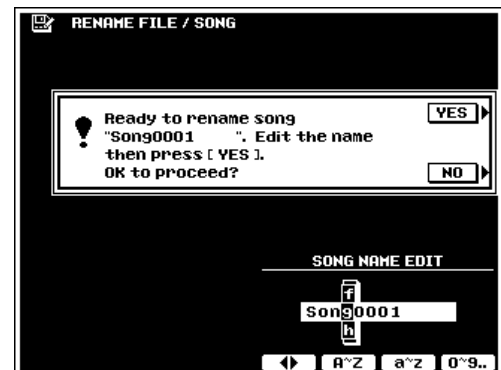 RENAME FILE / SONG
Ready to rename song
"Song0001 ". Edit the name
then press [ YES ].
OK to proceed?
YES
NO
SONG NAME EDIT
f
Song0001
h
A~Z a~z 0~9..